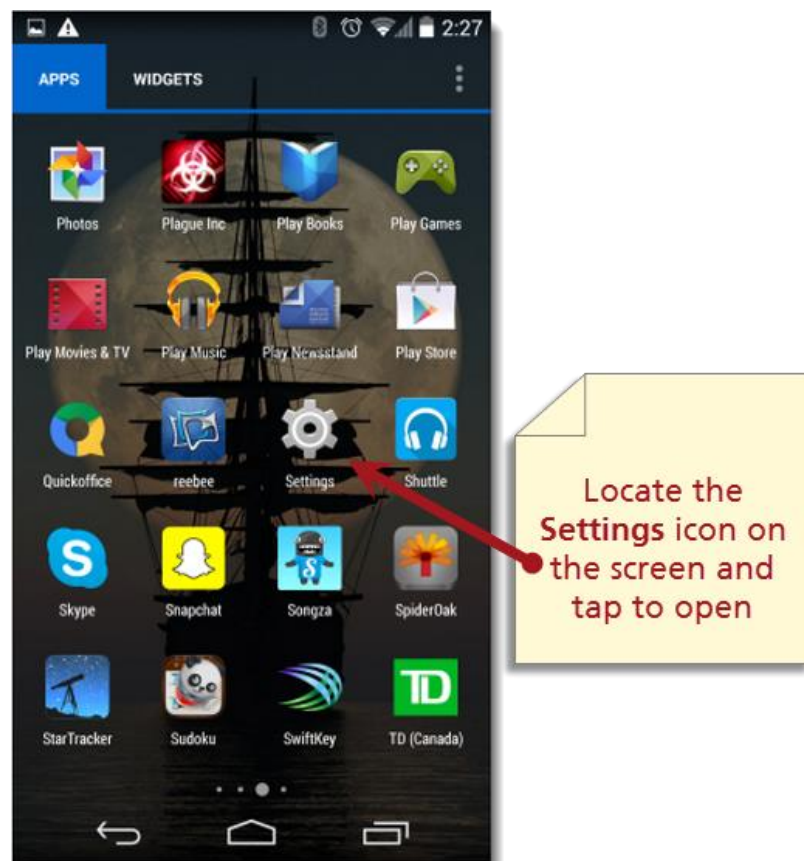 2:27
APPS WIDGETS
Photos Plague Inc Play Books Play Games
Play Movies & TV Play Music Play Newsstand Play Store
Quickoffice reebee Settings Shuttle
S
Skype Snapchat Songza SpiderOak
TD
StarTracker Sudoku SwiftKey TD (Canada)
Locate the
Settings icon on
the screen and
tap to open